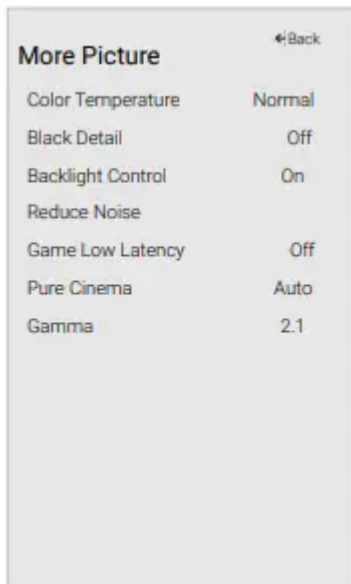 Back
More Picture
Color Temperature Normal
Black Detail Off
Backlight Control On
Reduce Noise
Game Low Latency Off
Pure Cinema Auto
Gamma 2.1